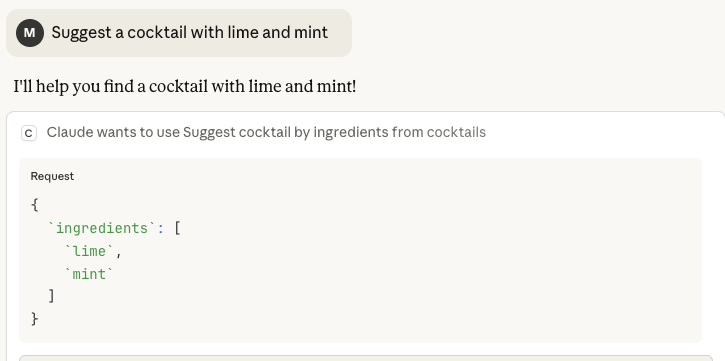 M Suggest a cocktail with lime and mint
I'll help you find a cocktail with lime and mint!
C Claude wants to use Suggest cocktail by ingredients from cocktails
Request
{
`ingredients`: [
`lime`,
`mint`
]
}